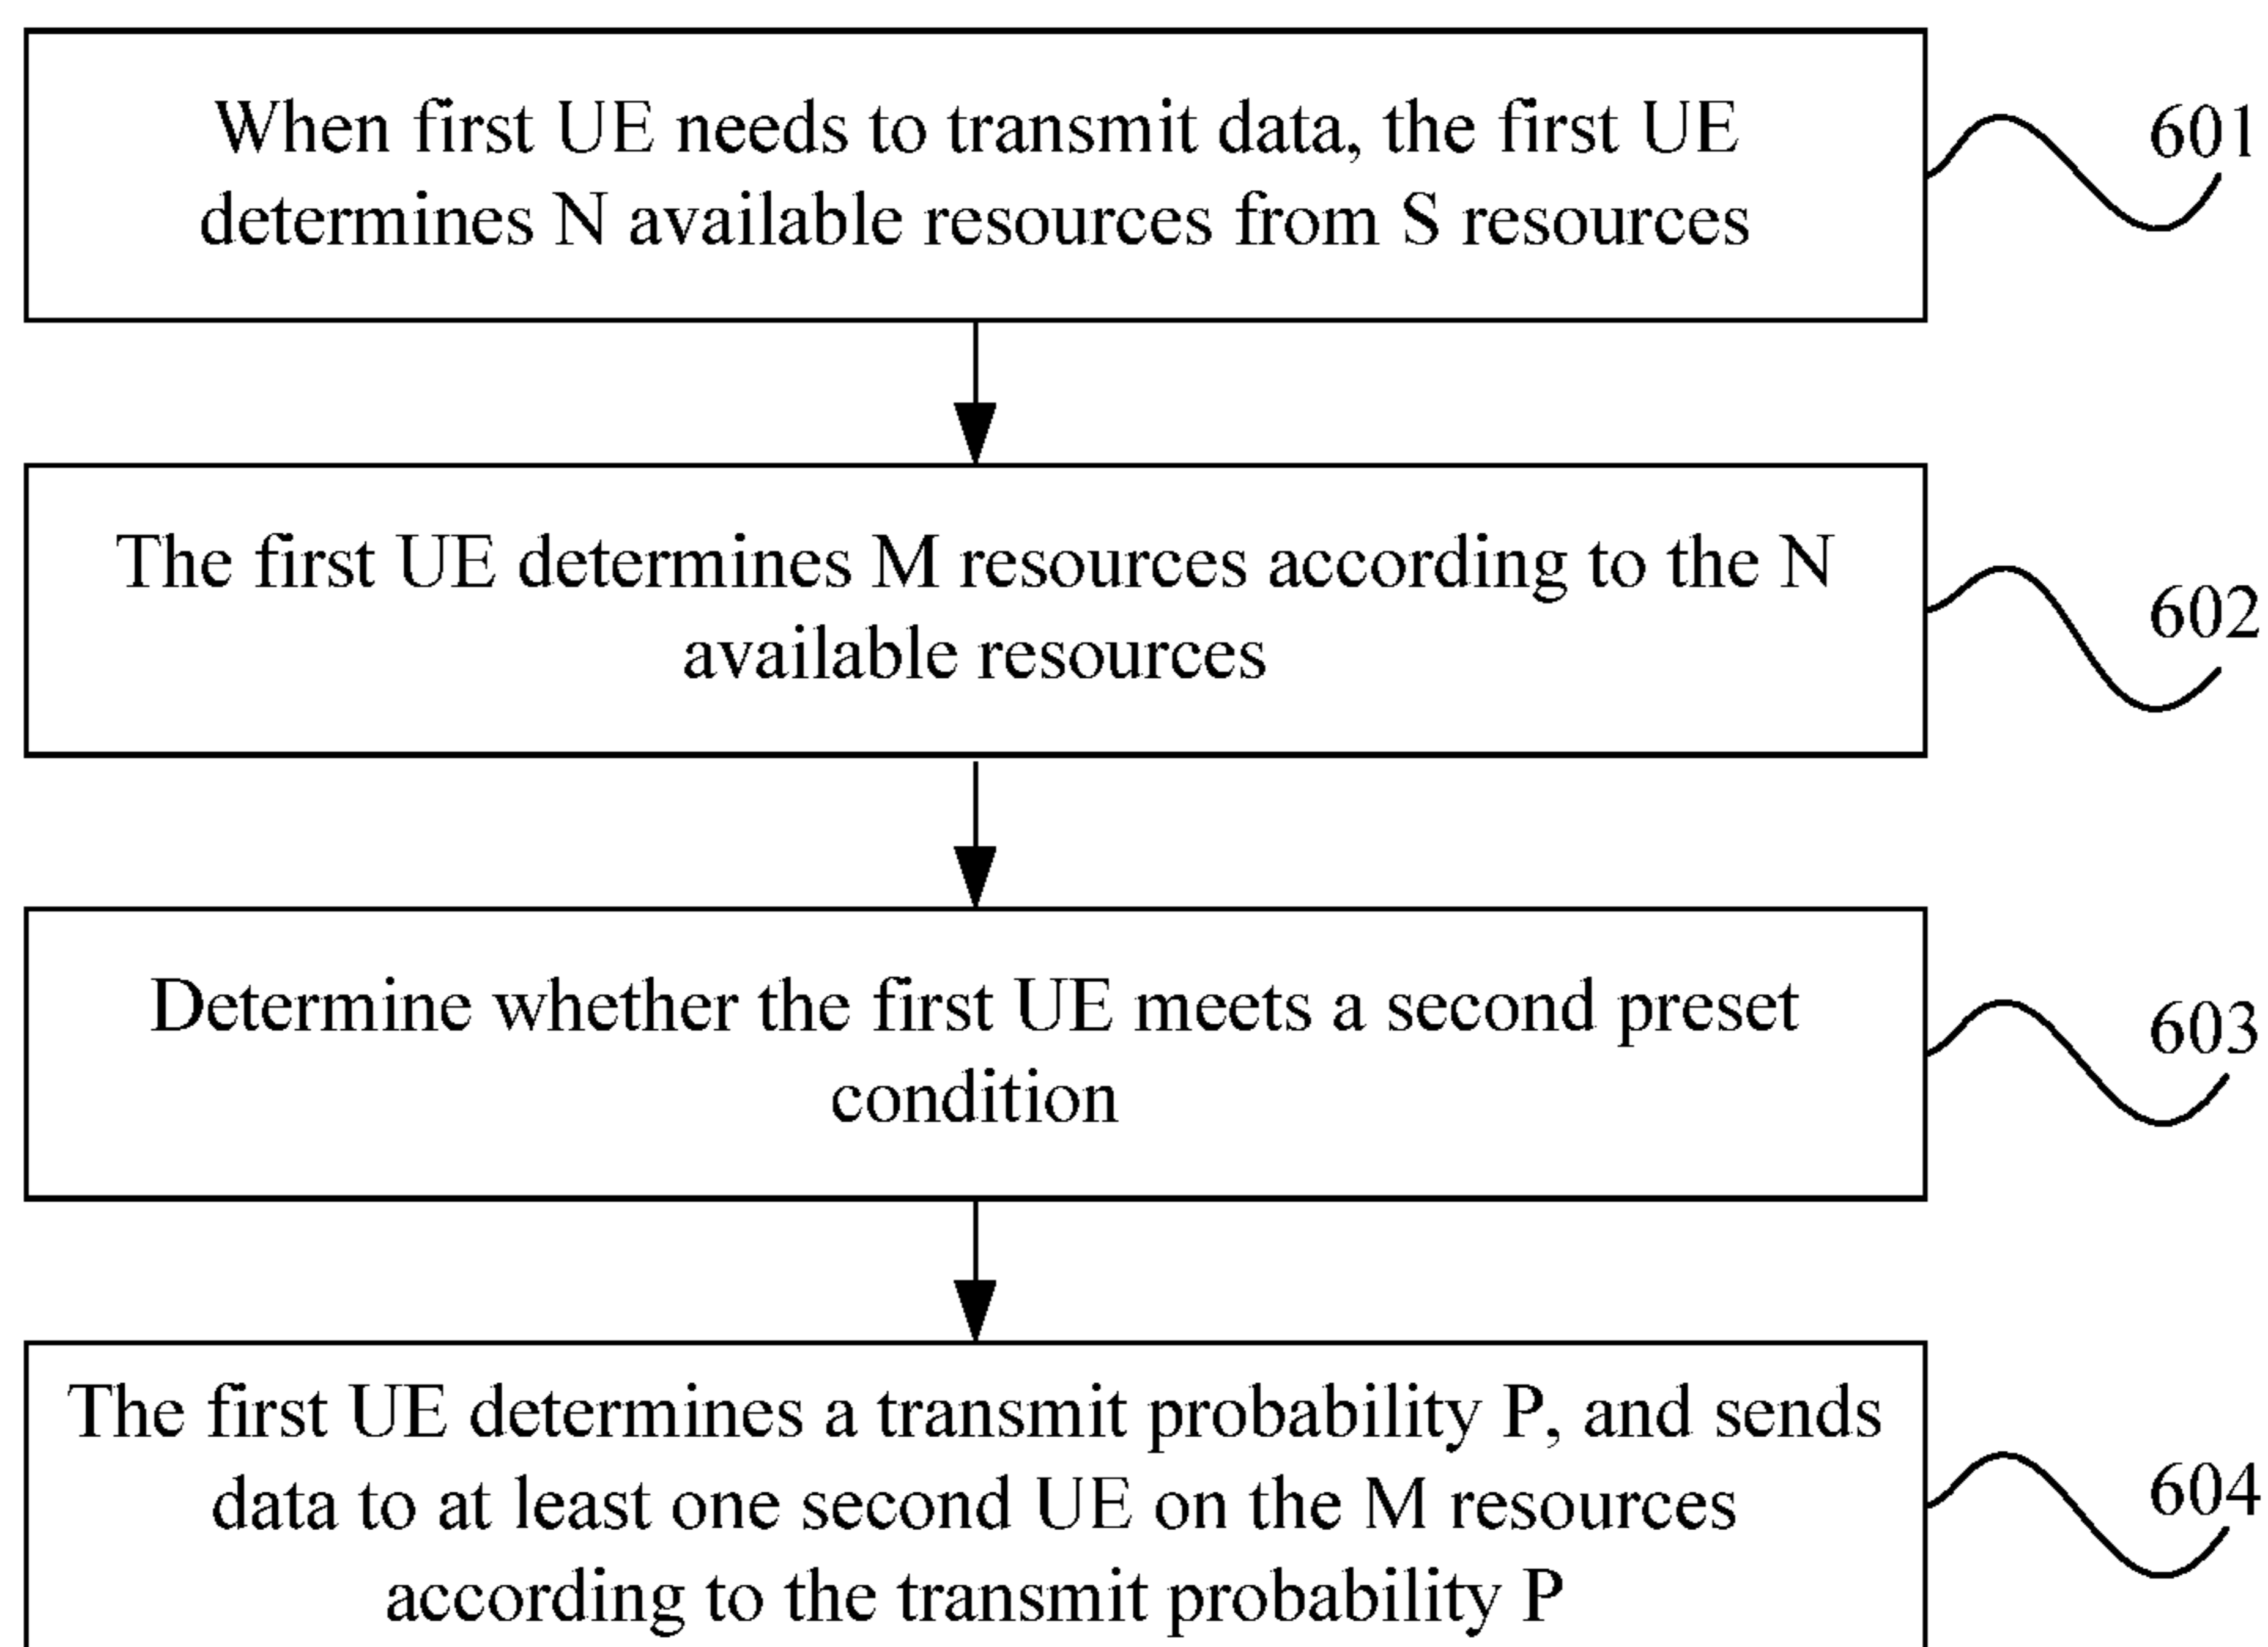 When first UE needs to transmit data, the first UE
determines N available resources from S resources
601
The first UE determines M resources according to the N
available resources
602
Determine whether the first UE meets a second preset
condition
603
The first UE determines a transmit probability P, and sends
data to at least one second UE on the M resources
according to the transmit probability P
604